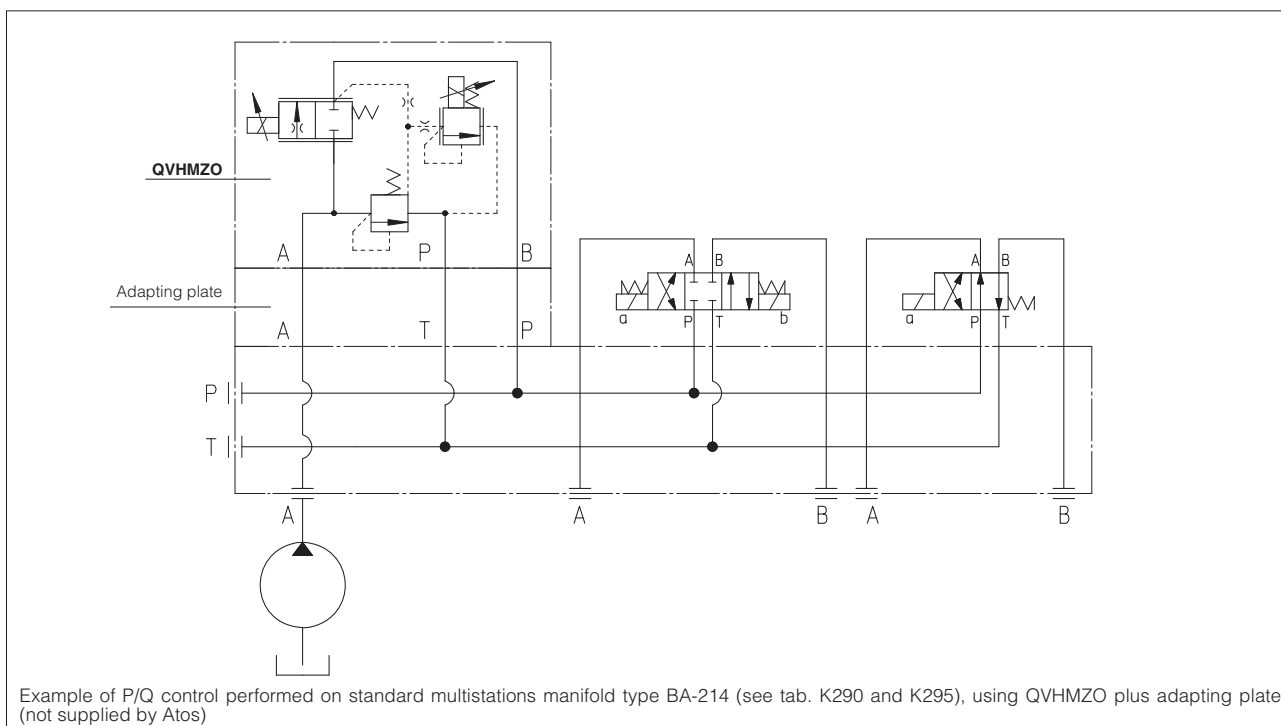 QVHMZO
A P B
Adapting plate
A T P
A B
a P T b
A B
a P T
P
T
A A B A B
Example of P/Q control performed on standard multistations manifold type BA-214 (see tab. K290 and K295), using QVHMZO plus adapting plate
(not supplied by Atos)